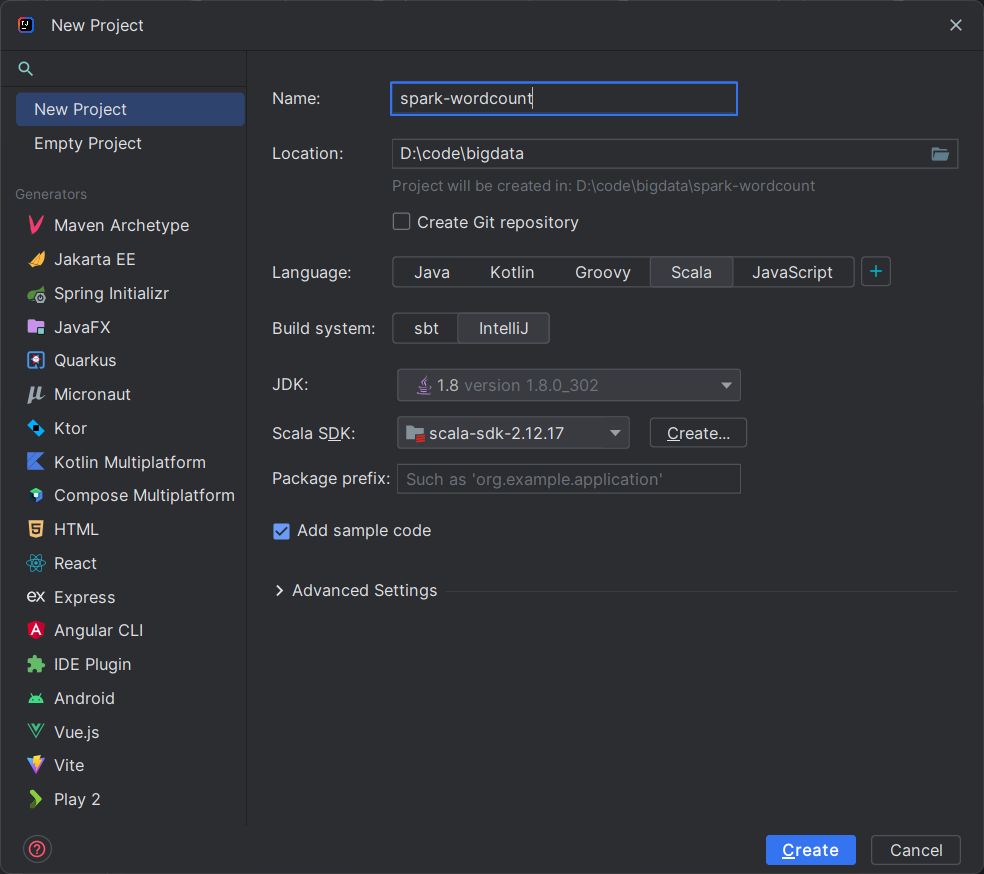 New Project
New Project
Empty Project
Generators
Maven Archetype
Jakarta EE
Spring Initializr
JavaFX
Quarkus
Micronaut
Ktor
Kotlin Multiplatform
Compose Multiplatform
HTML
React
Express
Angular CLI
IDE Plugin
Android
Vue.js
Vite
Play 2
Name: spark-wordcount
Location: D:\code\bigdata
Project will be created in: D:\code\bigdata\spark-wordcount
Create Git repository
Language: Java Kotlin Groovy Scala JavaScript +
Build system: sbt IntelliJ
JDK: 1.8 version 1.8.0_302
Scala SDK: scala-sdk-2.12.17 Create...
Package prefix: Such as 'org.example.application'
Add sample code
Advanced Settings
? Create Cancel